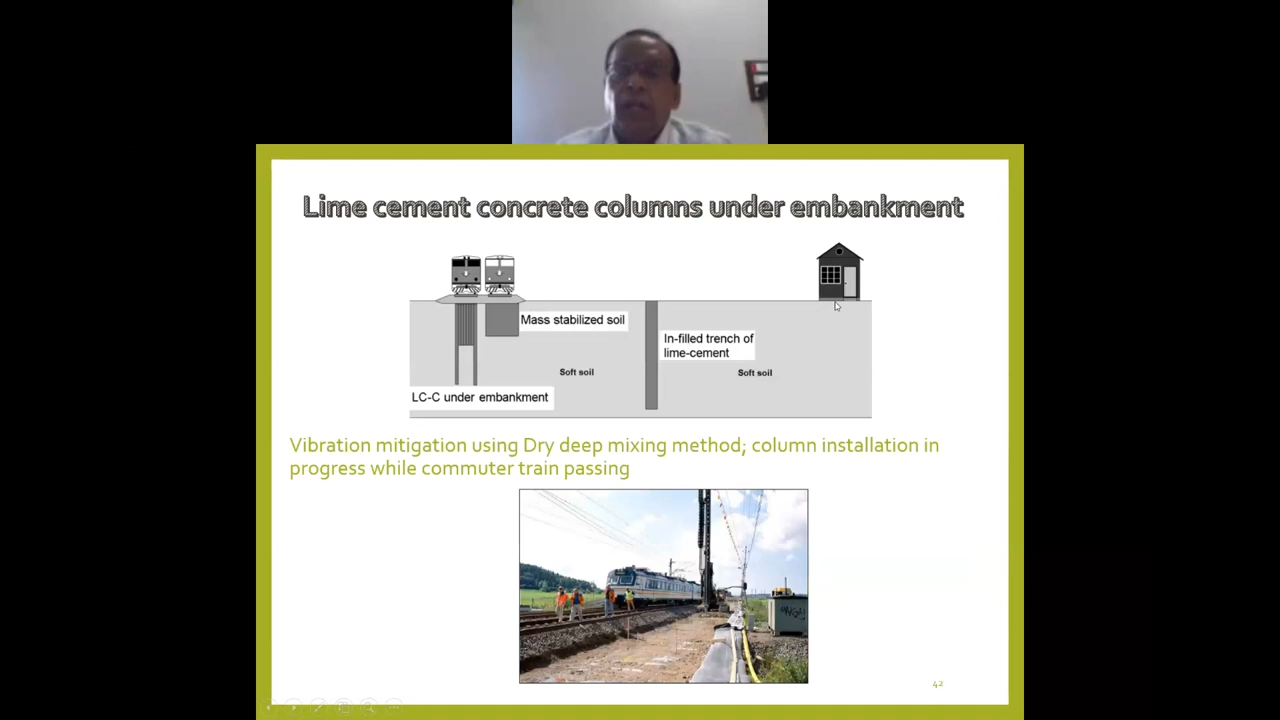 Lime cement concrete columns under embankment
Mass stabilized soil
In-filled trench of
lime-cement
Soft soil
Soft soil
LC-C under embankment
Vibration mitigation using Dry deep mixing method; column installation in
progress while commuter train passing
42